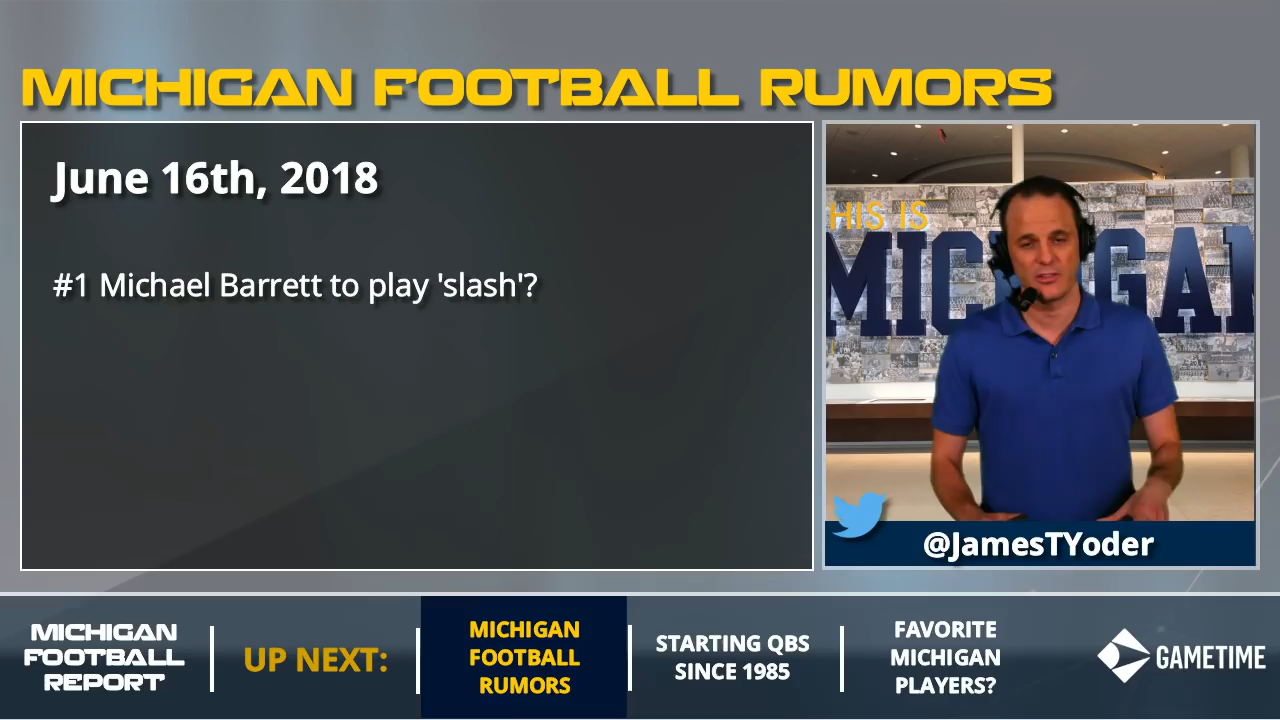 MICHIGAN FOOTBALL RUMORS
June 16th, 2018
#1 Michael Barrett to play 'slash'?
HIS IS
MICHIGAN
@JamesTYoder
MICHIGAN
FOOTBALL
REPORT
UP NEXT:
MICHIGAN
FOOTBALL
RUMORS
STARTING QBS
SINCE 1985
FAVORITE
MICHIGAN
PLAYERS?
GAMETIME